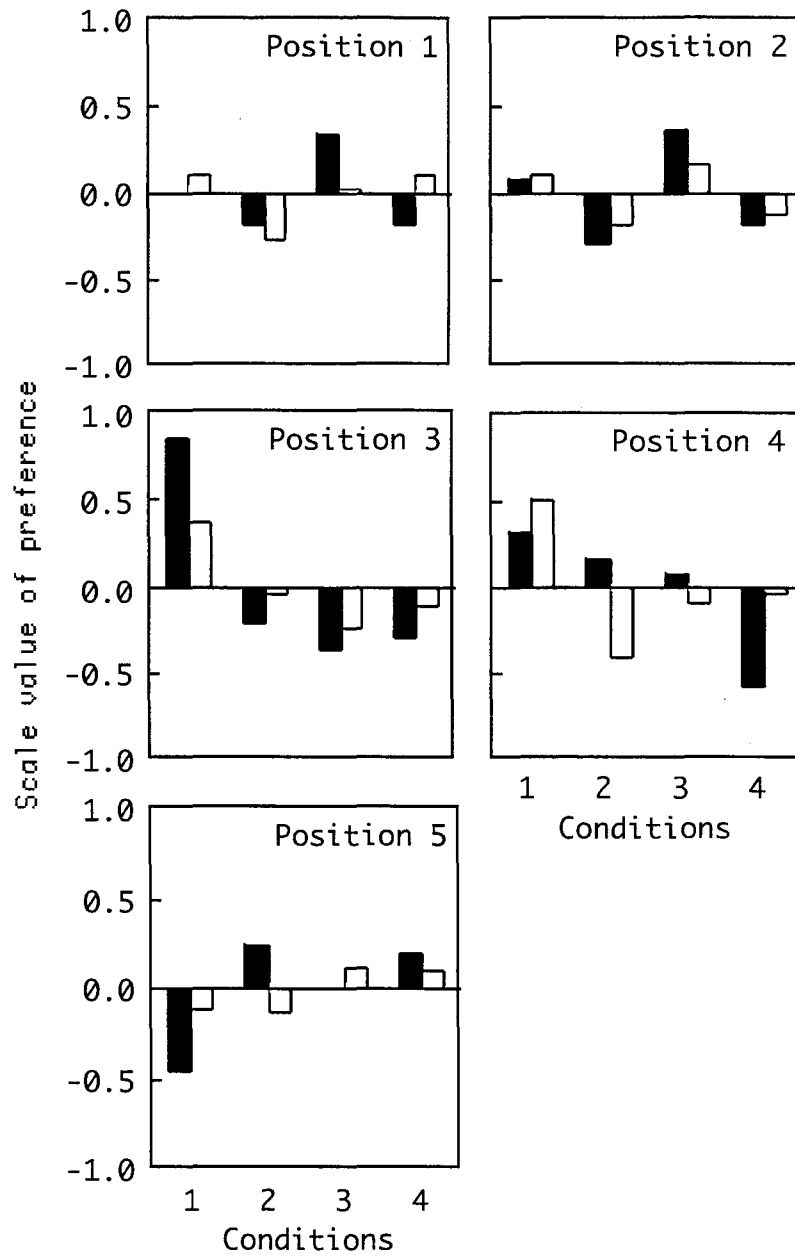 Scale value of preference
1.0
0.5
0.0
-0.5
-1.0
Position 1
Position 2
1.0
0.5
0.0
-0.5
-1.0
Position 3
Position 4
1 2 3 4
Conditions
1.0
0.5
0.0
-0.5
-1.0
Position 5
1 2 3 4
Conditions